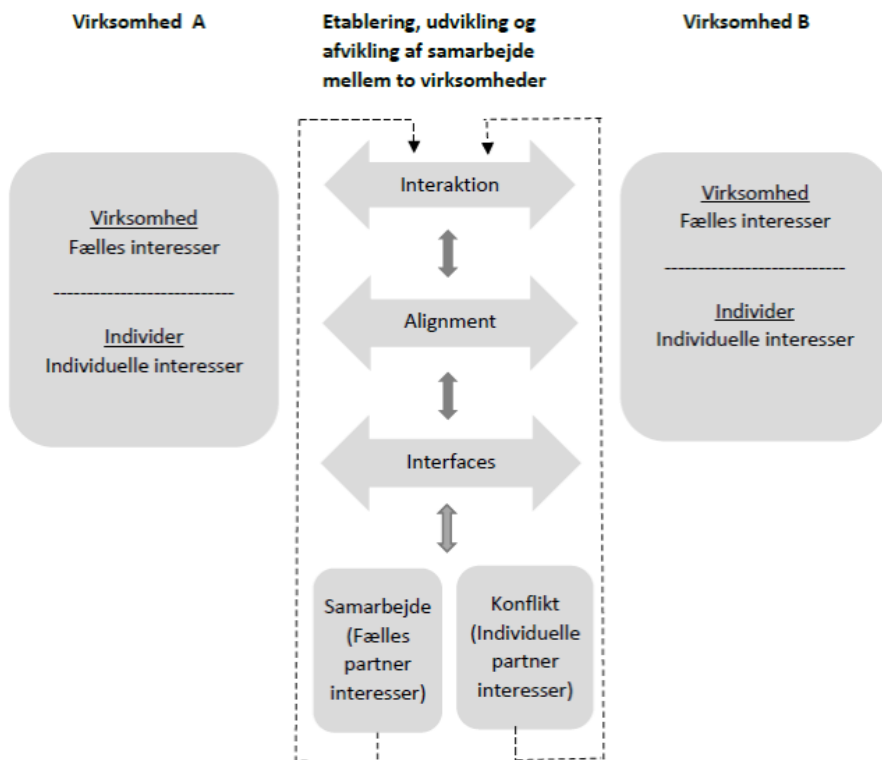 Virksomhed A
Etablering, udvikling og
afvikling af samarbejde
mellem to virksomheder
Virksomhed B
Virksomhed
Fælles interesser
---------------------------
Individer
Individuelle interesser
Interaktion
Alignment
Interfaces
Samarbejde
(Fælles
partner
interesser)
Konflikt
(Individuelle
partner
interesser)
Virksomhed
Fælles interesser
---------------------------
Individer
Individuelle interesser